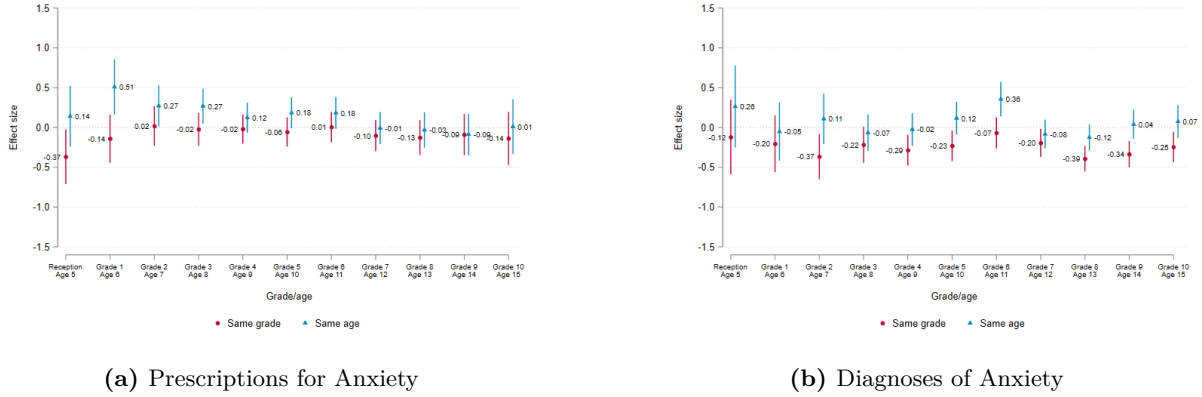 1.5
1.0
0.5
0.0
-0.5
-1.0
-1.5
Effect size
-0.37 0.14 -0.14 0.51 0.02 0.27 -0.02 0.27 -0.02 0.12 -0.06 0.18 0.01 0.18 -0.10 -0.01 -0.13 -0.03 -0.09 -0.09 -0.14 0.01
Reception Grade 1 Grade 2 Grade 3 Grade 4 Grade 5 Grade 6 Grade 7 Grade 8 Grade 9 Grade 10
Age 5 Age 6 Age 7 Age 8 Age 9 Age 10 Age 11 Age 12 Age 13 Age 14 Age 15
Grade/age
Same grade Same age
(a) Prescriptions for Anxiety
1.5
1.0
0.5
0.0
-0.5
-1.0
-1.5
Effect size
-0.12 0.26 -0.20 -0.05 -0.37 0.11 -0.22 -0.07 -0.29 -0.02 -0.23 0.12 -0.07 0.36 -0.20 -0.08 -0.39 -0.12 -0.34 0.04 -0.25 0.07
Reception Grade 1 Grade 2 Grade 3 Grade 4 Grade 5 Grade 6 Grade 7 Grade 8 Grade 9 Grade 10
Age 5 Age 6 Age 7 Age 8 Age 9 Age 10 Age 11 Age 12 Age 13 Age 14 Age 15
Grade/age
Same grade Same age
(b) Diagnoses of Anxiety